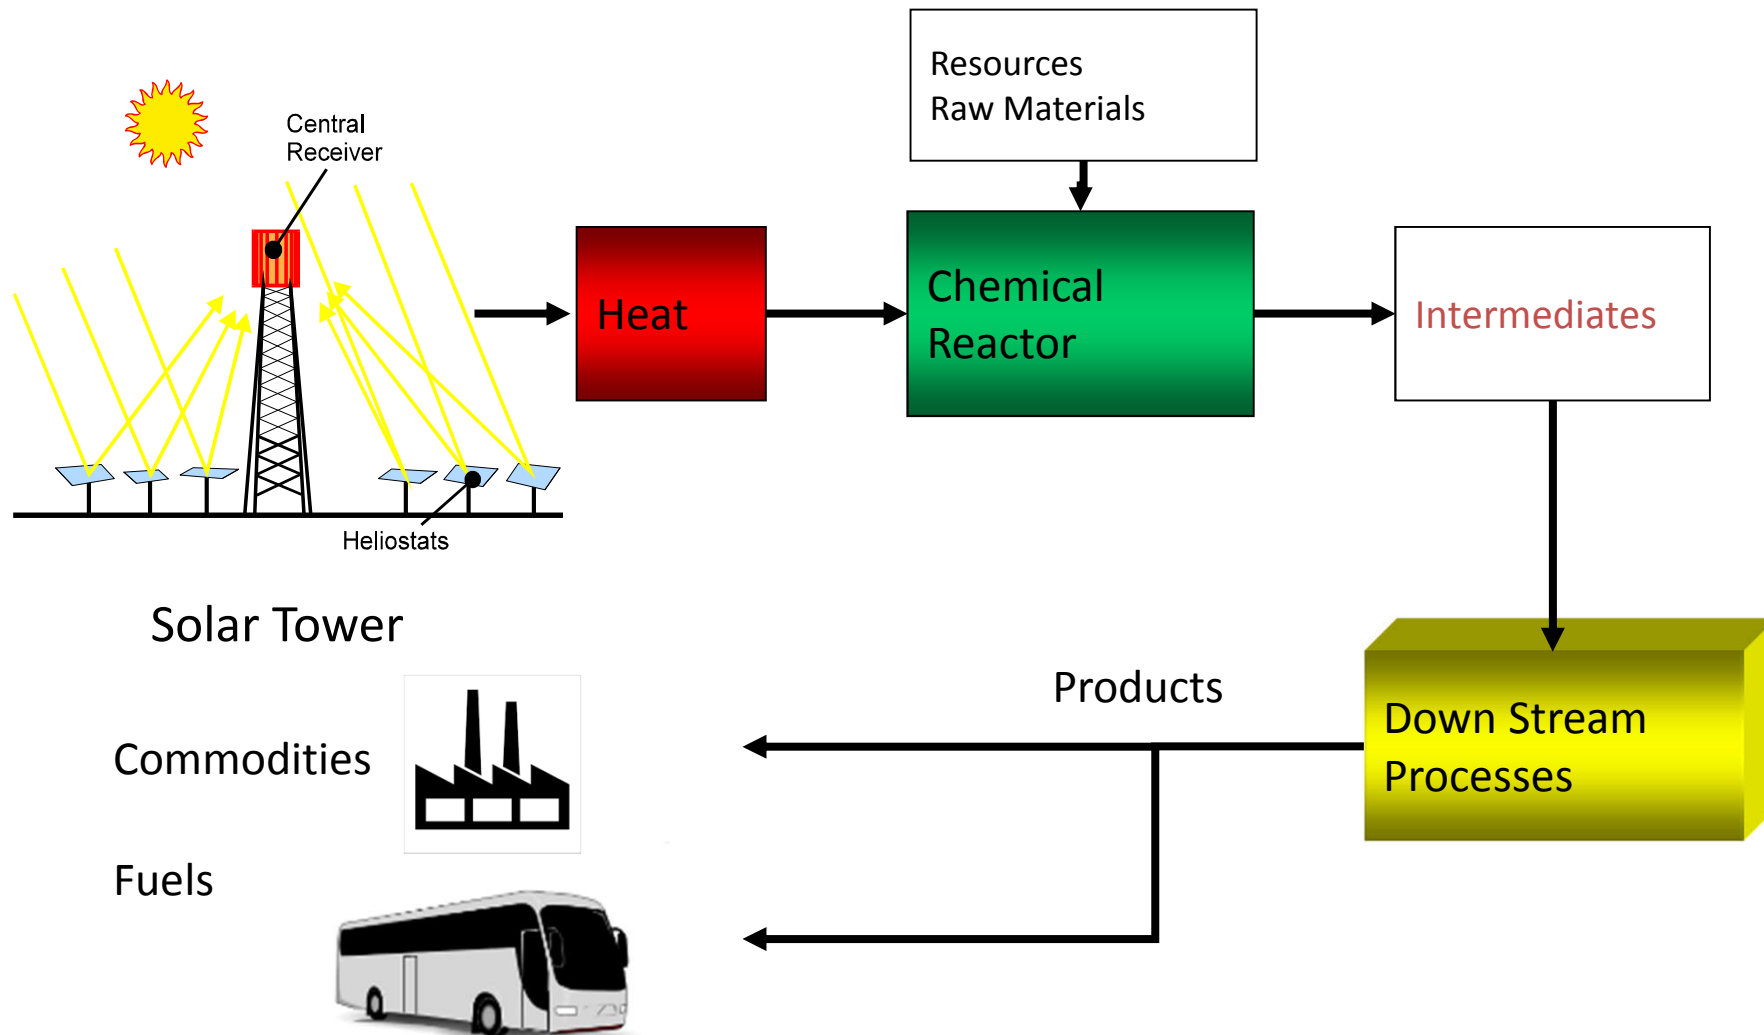 Resources
Raw Materials
Central
Receiver
Heat
Chemical
Reactor
Intermediates
Heliostats
Solar Tower
Products
Down Stream
Processes
Commodities
Fuels